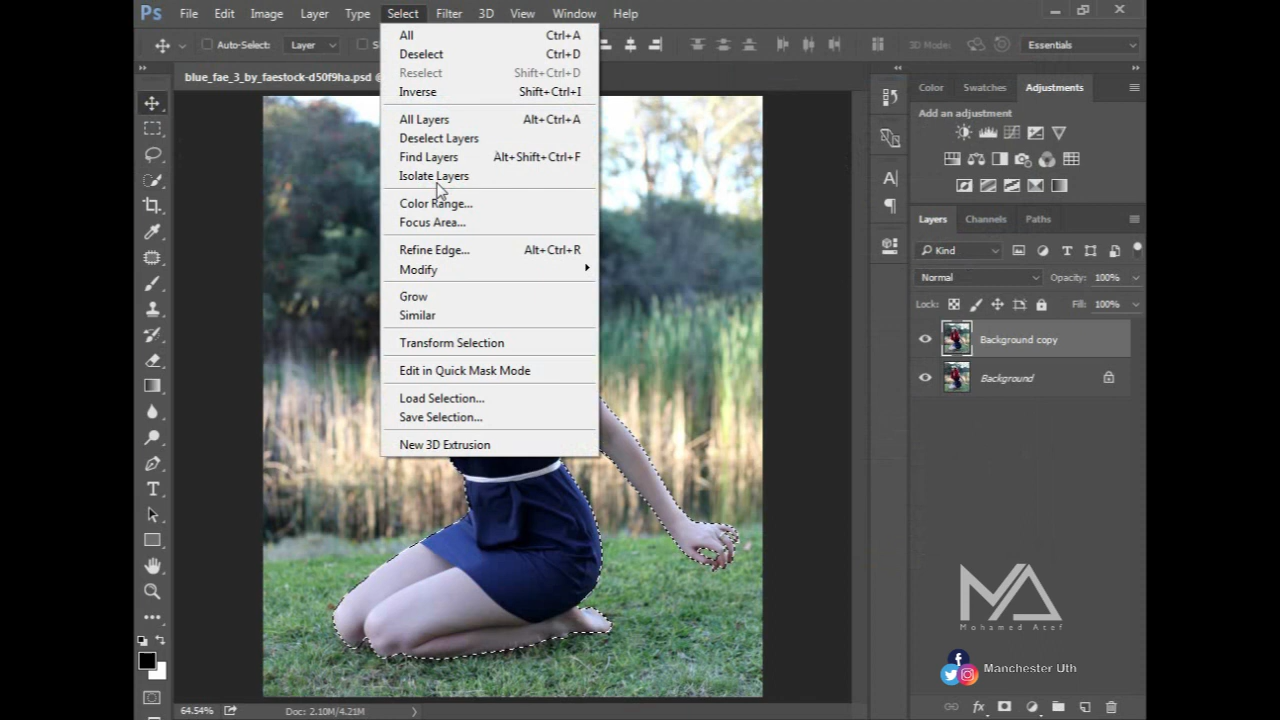 Ps File Edit Image Layer Type Select Filter 3D View Window Help
Auto-Select: Layer 3D Mode: Essentials
blue_fae_3_by_faestock-d50f9ha.psd @
All Ctrl+A
Deselect Ctrl+D
Reselect Shift+Ctrl+D
Inverse Shift+Ctrl+I
All Layers Alt+Ctrl+A
Deselect Layers
Find Layers Alt+Shift+Ctrl+F
Isolate Layers
Color Range...
Focus Area...
Refine Edge... Alt+Ctrl+R
Modify
Grow
Similar
Transform Selection
Edit in Quick Mask Mode
Load Selection...
Save Selection...
New 3D Extrusion
Color Swatches Adjustments
Add an adjustment
Layers Channels Paths
Kind
Normal Opacity: 100%
Lock: Fill: 100%
Background copy
Background
MA
Mohamed Atef
Manchester Uth
64.54% Doc: 2.10M/4.21M